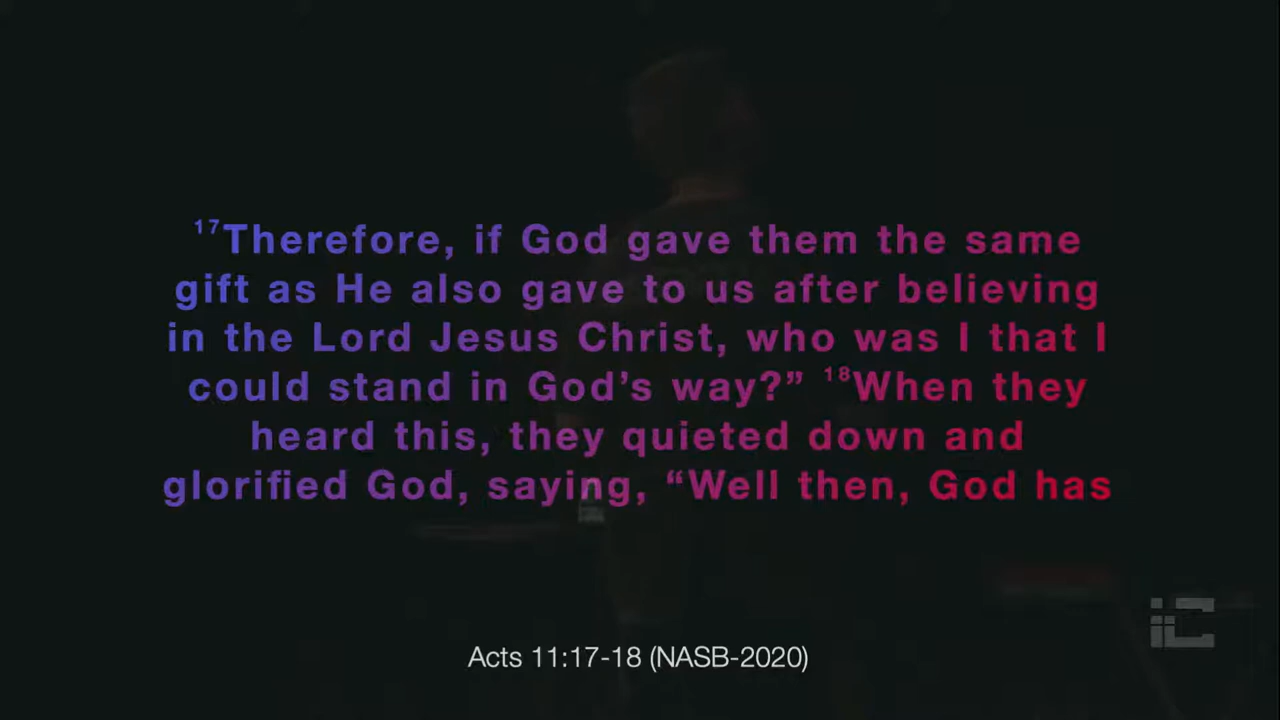 ¹⁷Therefore, if God gave them the same
gift as He also gave to us after believing
in the Lord Jesus Christ, who was I that I
could stand in God’s way?” ¹⁸When they
heard this, they quieted down and
glorified God, saying, “Well then, God has
Acts 11:17-18 (NASB-2020)
iC